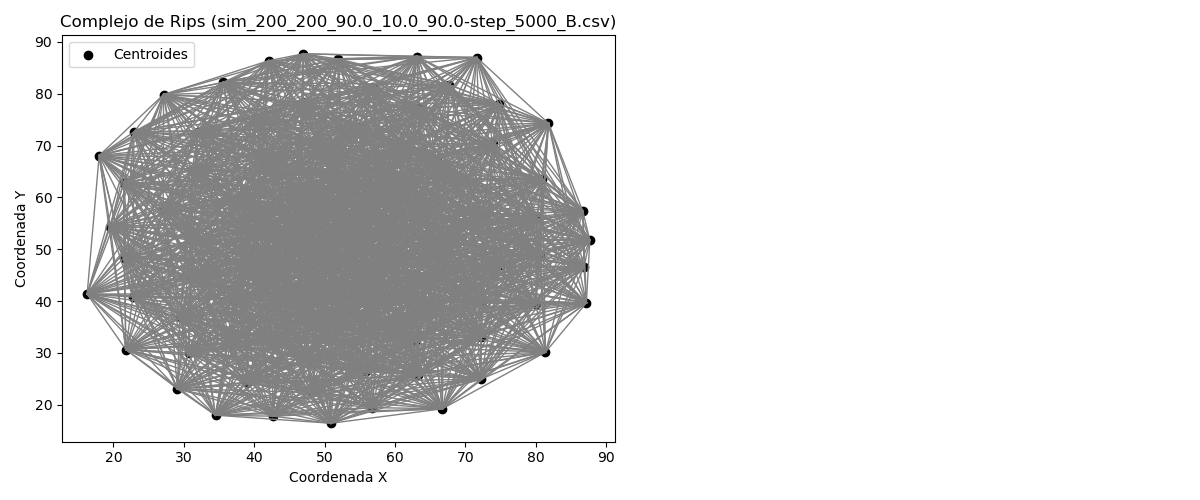 Complejo de Rips (sim_200_200_90.0_10.0_90.0-step_5000_B.csv)
Centroides
90
80
70
60
50
40
30
20
Coordenada Y
20 30 40 50 60 70 80 90
Coordenada X